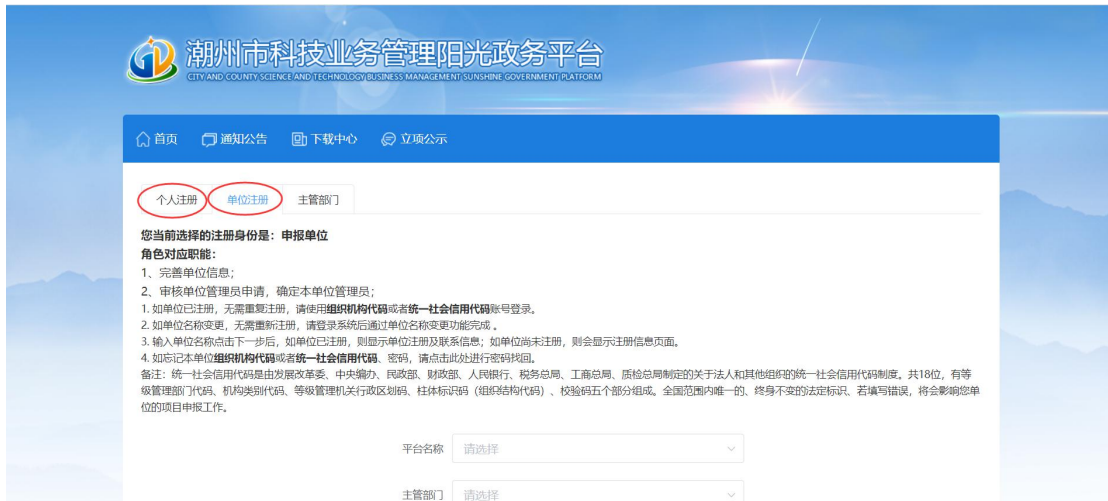 潮州市科技业务管理阳光政务平台
CITY AND COUNTY SCIENCE AND TECHNOLOGY BUSINESS MANAGEMENT SUNSHINE GOVERNMENT PLATFORM
首页 通知公告 下载中心 立项公示
个人注册 单位注册 主管部门
您当前选择的注册身份是：申报单位
角色对应职能：
1、完善单位信息；
2、审核单位管理员申请，确定本单位管理员；
1. 如单位已注册，无需重复注册，请使用组织机构代码或者统一社会信用代码账号登录。
2. 如单位名称变更，无需重新注册，请登录系统后通过单位名称变更功能完成 。
3. 输入单位名称点击下一步后，如单位已注册，则显示单位注册及联系信息；如单位尚未注册，则会显示注册信息页面。
4. 如忘记本单位组织机构代码或者统一社会信用代码、密码，请点击此处进行密码找回。
备注：统一社会信用代码是由发展改革委、中央编办、民政部、财政部、人民银行、税务总局、工商总局、质检总局制定的关于法人和其他组织的统一社会信用代码制度。共18位，有等
级管理部门代码、机构类别代码、等级管理机关行政区划码、柱体标识码（组织结构代码）、校验码五个部分组成。全国范围内唯一的、终身不变的法定标识、若填写错误，将会影响您单
位的项目申报工作。
平台名称 请选择
主管部门 请选择